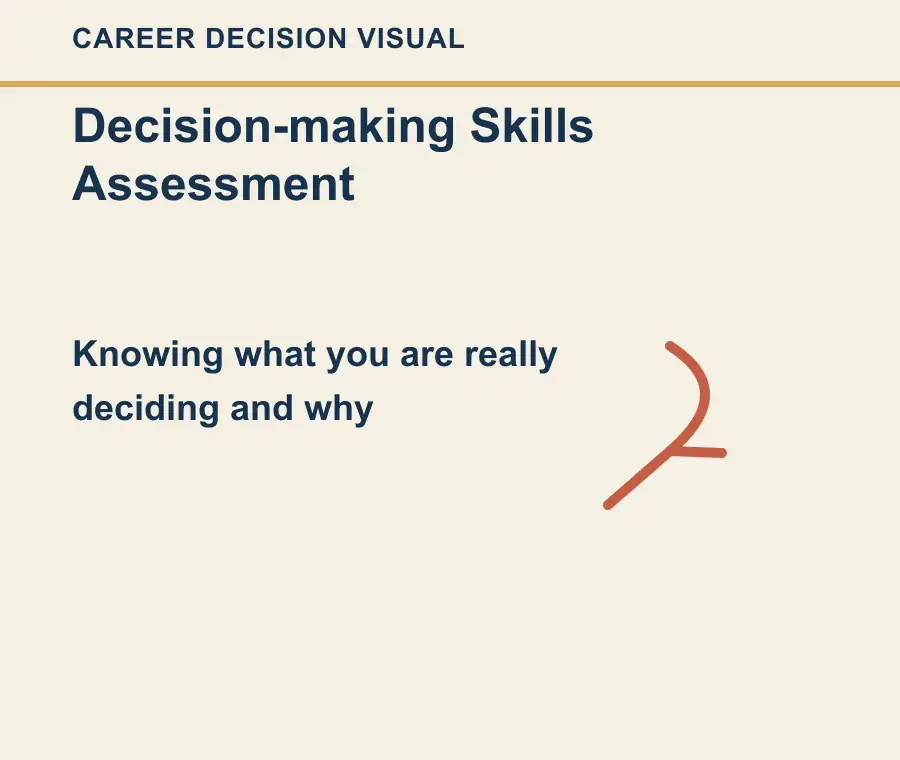 CAREER DECISION VISUAL
Decision-making Skills
Assessment
Knowing what you are really
deciding and why